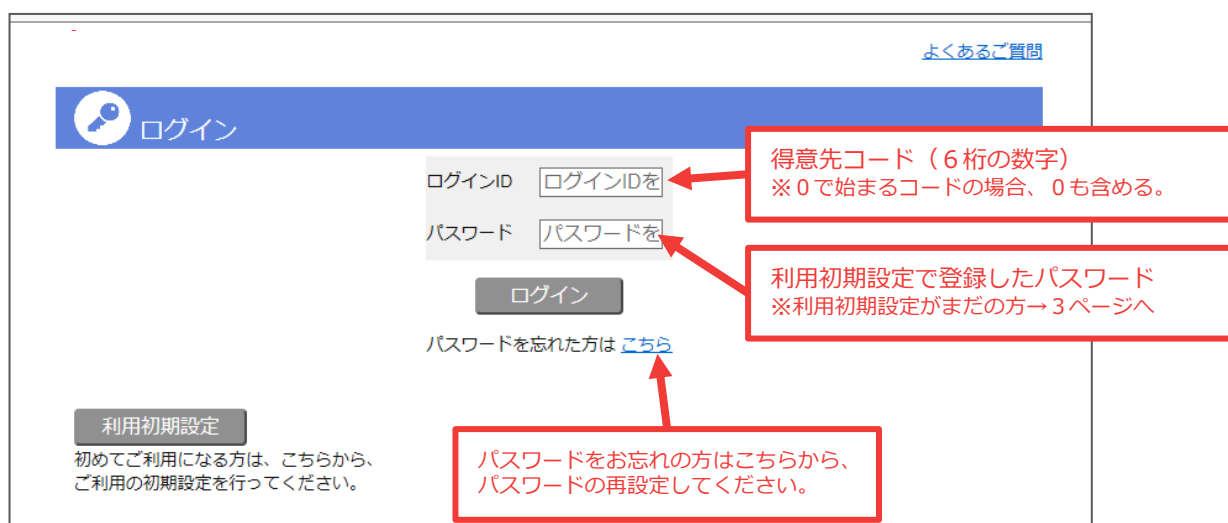 よくあるご質問
ログイン
得意先コード（６桁の数字）
※０で始まるコードの場合、０も含める。
ログインID ログインIDを
パスワード パスワードを
利用初期設定で登録したパスワード
※利用初期設定がまだの方→３ページへ
ログイン
パスワードを忘れた方は こちら
利用初期設定
初めてご利用になる方は、こちらから、
ご利用の初期設定を行ってください。
パスワードをお忘れの方はこちらから、
パスワードの再設定してください。